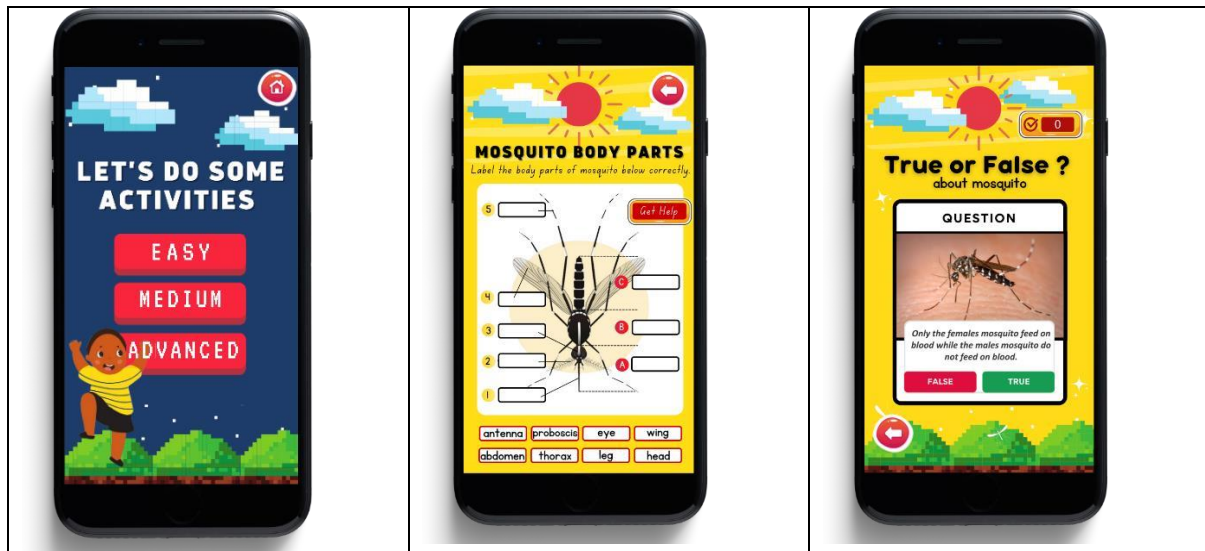 LET'S DO SOME
ACTIVITIES
EASY
MEDIUM
ADVANCED
MOSQUITO BODY PARTS
Label the body parts of mosquito below correctly.
5
Get Help
C
4
B
3
2
A
1
antenna proboscis eye wing
abdomen thorax leg head
0
True or False ?
about mosquito
QUESTION
Only the females mosquito feed on
blood while the males mosquito do
not feed on blood.
FALSE TRUE